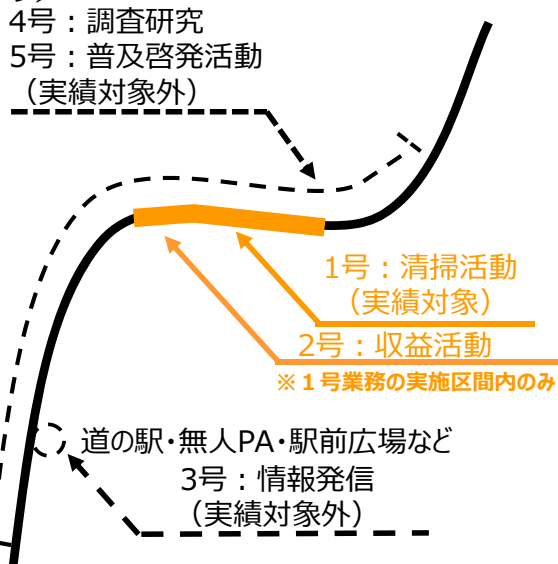 4号：調査研究
5号：普及啓発活動
（実績対象外）
1号：清掃活動
（実績対象）
2号：収益活動
※１号業務の実施区間内のみ
道の駅・無人PA・駅前広場など
3号：情報発信
（実績対象外）